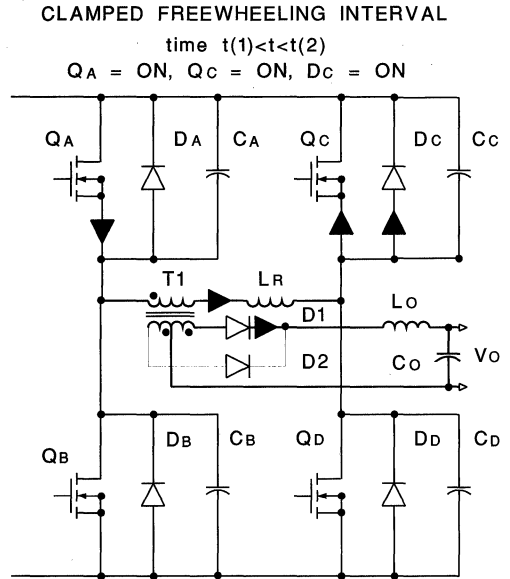 CLAMPED FREEWHEELING INTERVAL
time t(1)<t<t(2)
QA = ON, QC = ON, DC = ON
QA DA CA QC DC CC
T1 LR
D1 LO
D2 CO VO
QB DB CB QD DD CD